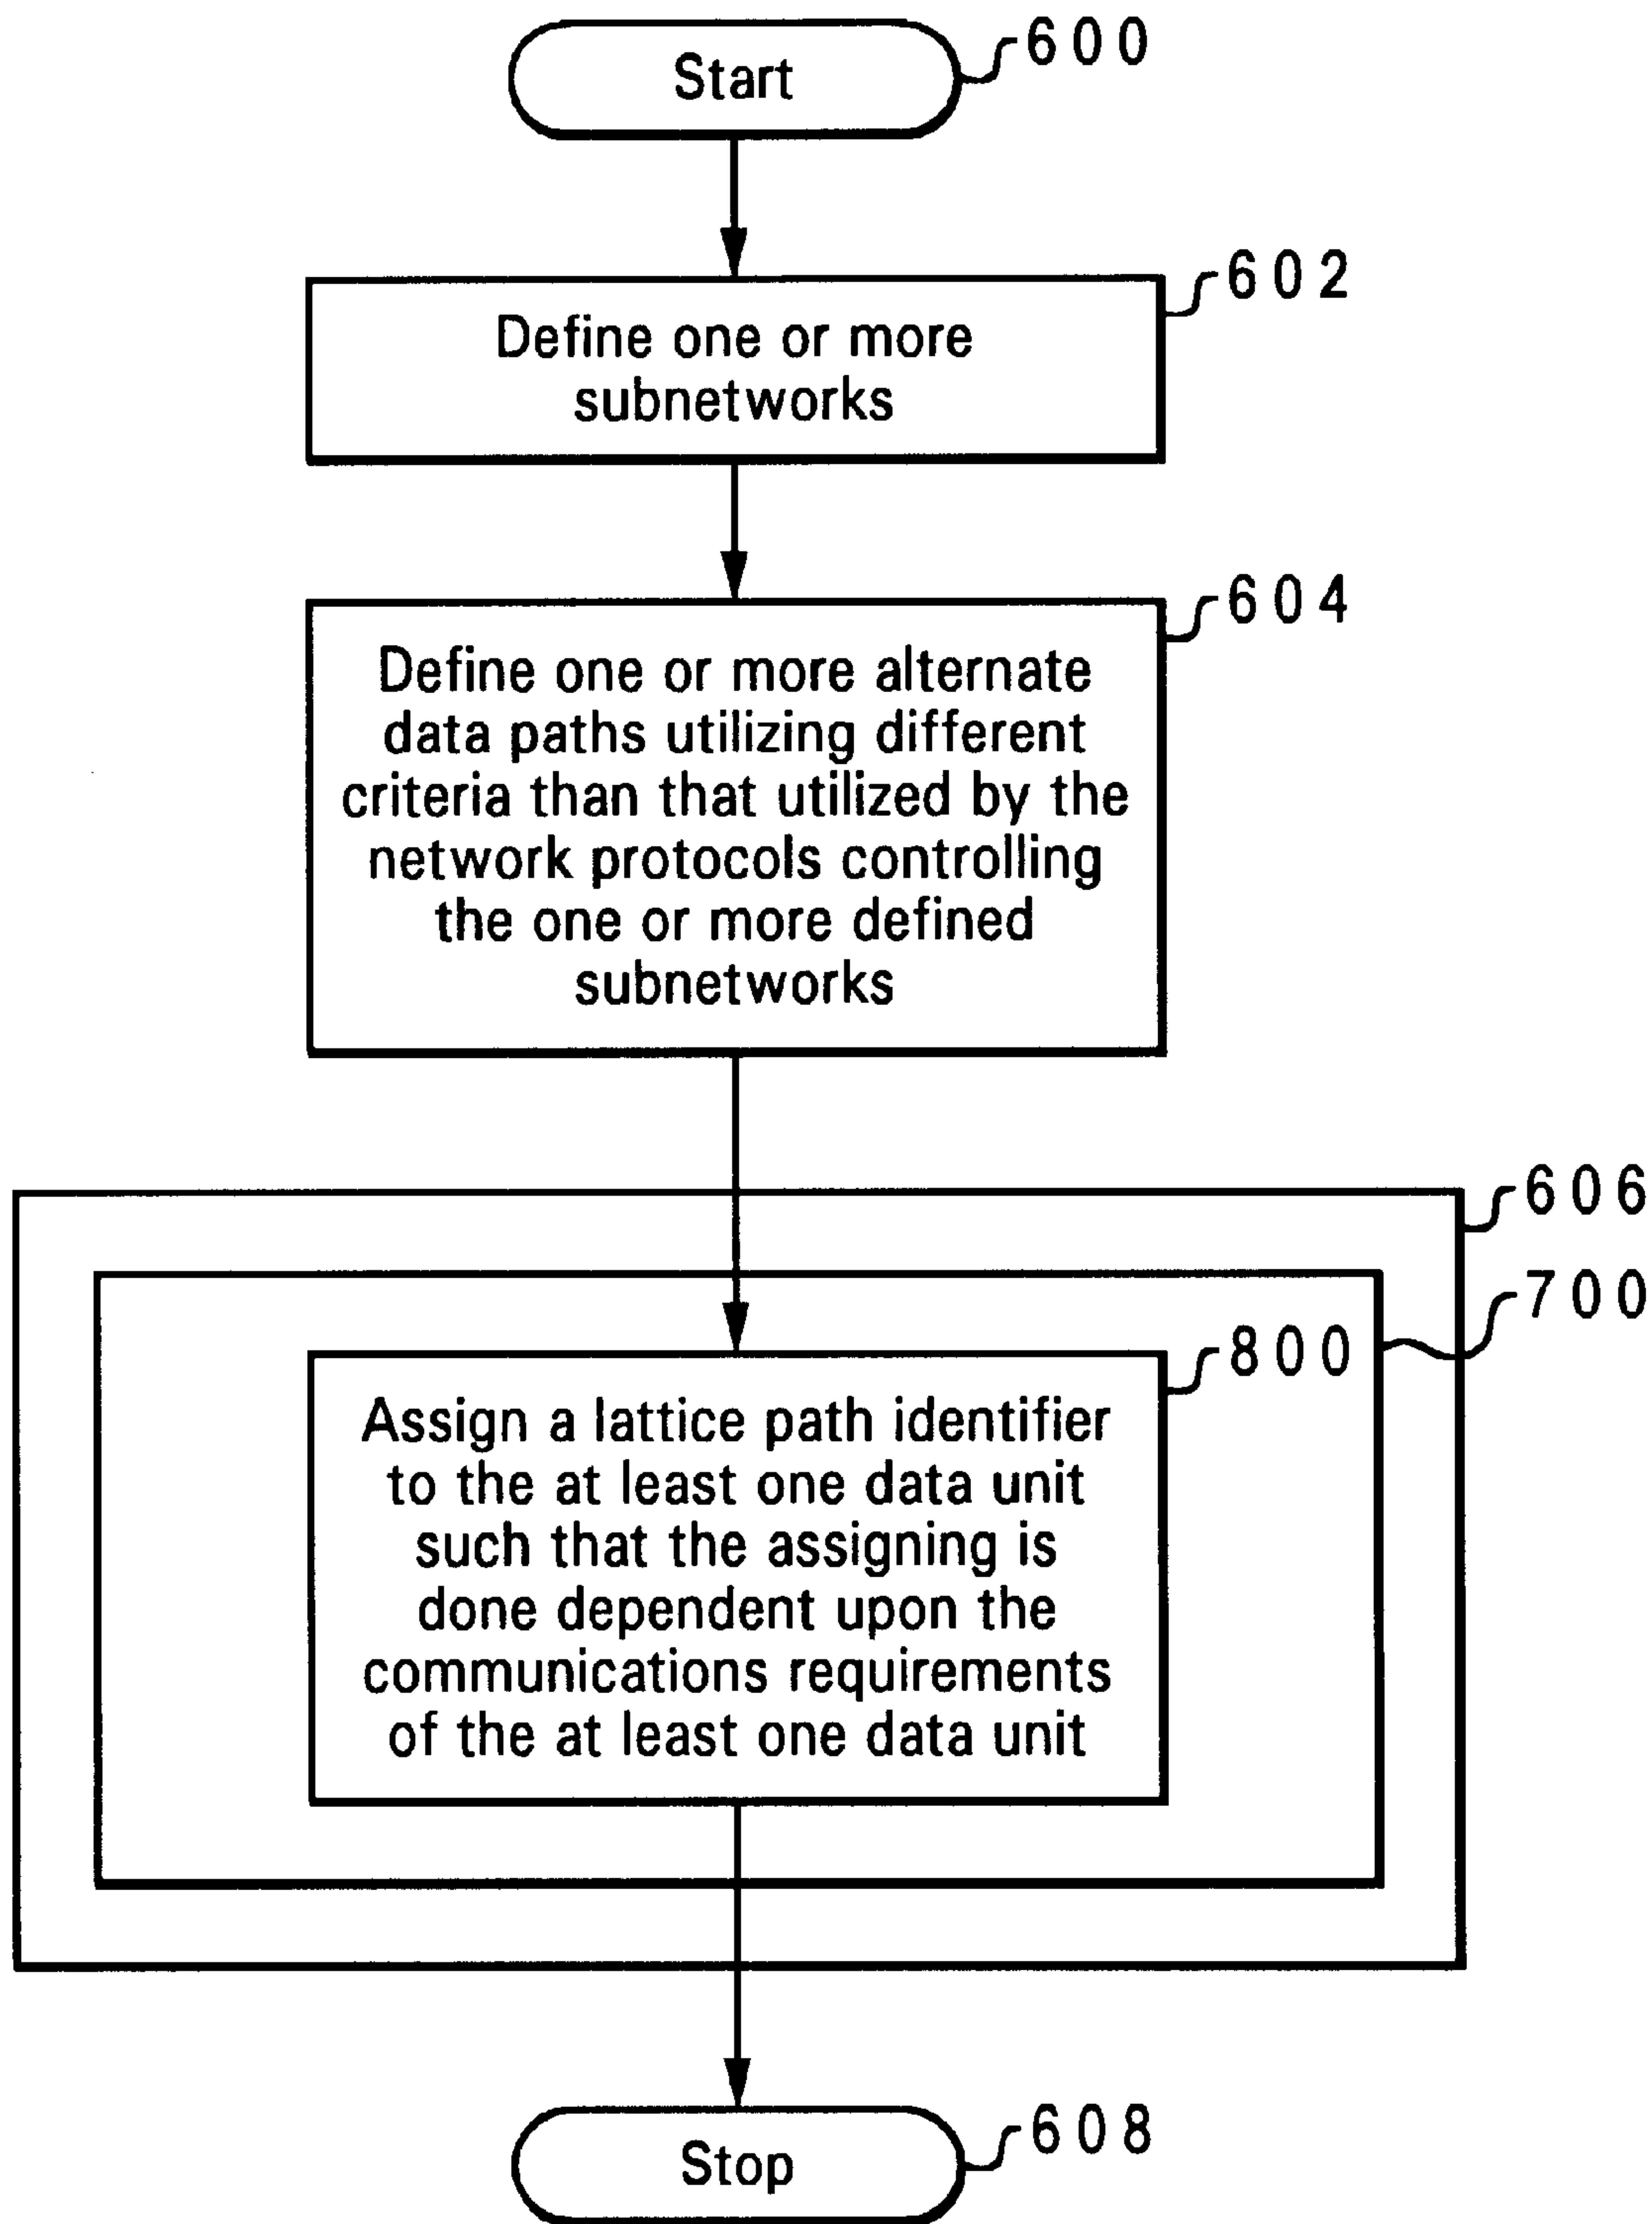 Start
600
602
Define one or more
subnetworks
604
Define one or more alternate
data paths utilizing different
criteria than that utilized by the
network protocols controlling
the one or more defined
subnetworks
606
700
800
Assign a lattice path identifier
to the at least one data unit
such that the assigning is
done dependent upon the
communications requirements
of the at least one data unit
Stop
608